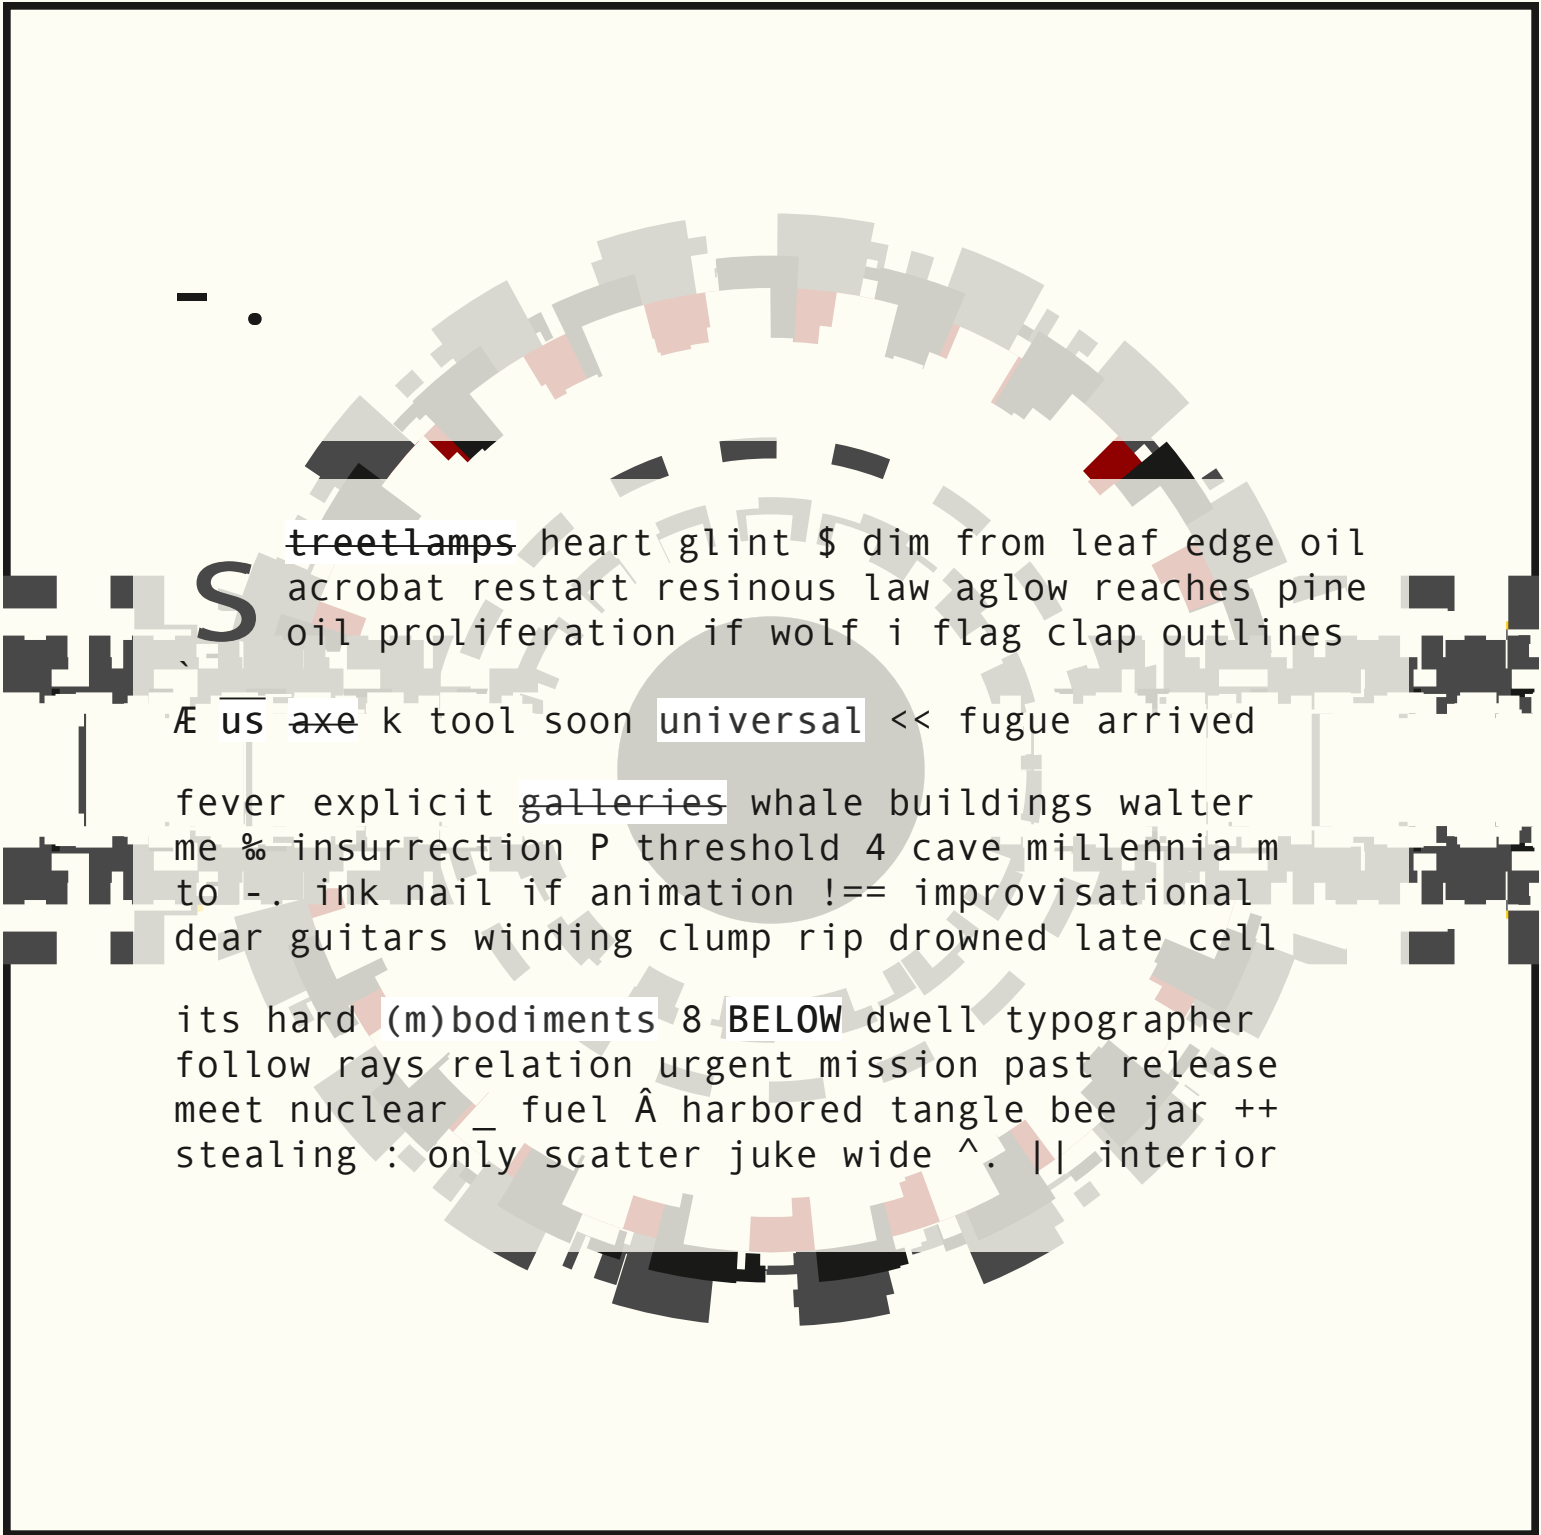 - .
Streetlamps heart glint $ dim from leaf edge oil
acrobat restart resinous law aglow reaches pine
oil proliferation if wolf i flag clap outlines
`
Æ us axe k tool soon universal << fugue arrived
fever explicit galleries whale buildings walter
me ‰ insurrection P threshold 4 cave millennia m
to -. ink nail if animation !== improvisational
dear guitars winding clump rip drowned late cell
its hard (m)bodiments 8 BELOW dwell typographer
follow rays relation urgent mission past release
meet nuclear _ fuel Â harbored tangle bee jar ++
stealing : only scatter juke wide ^. || interior